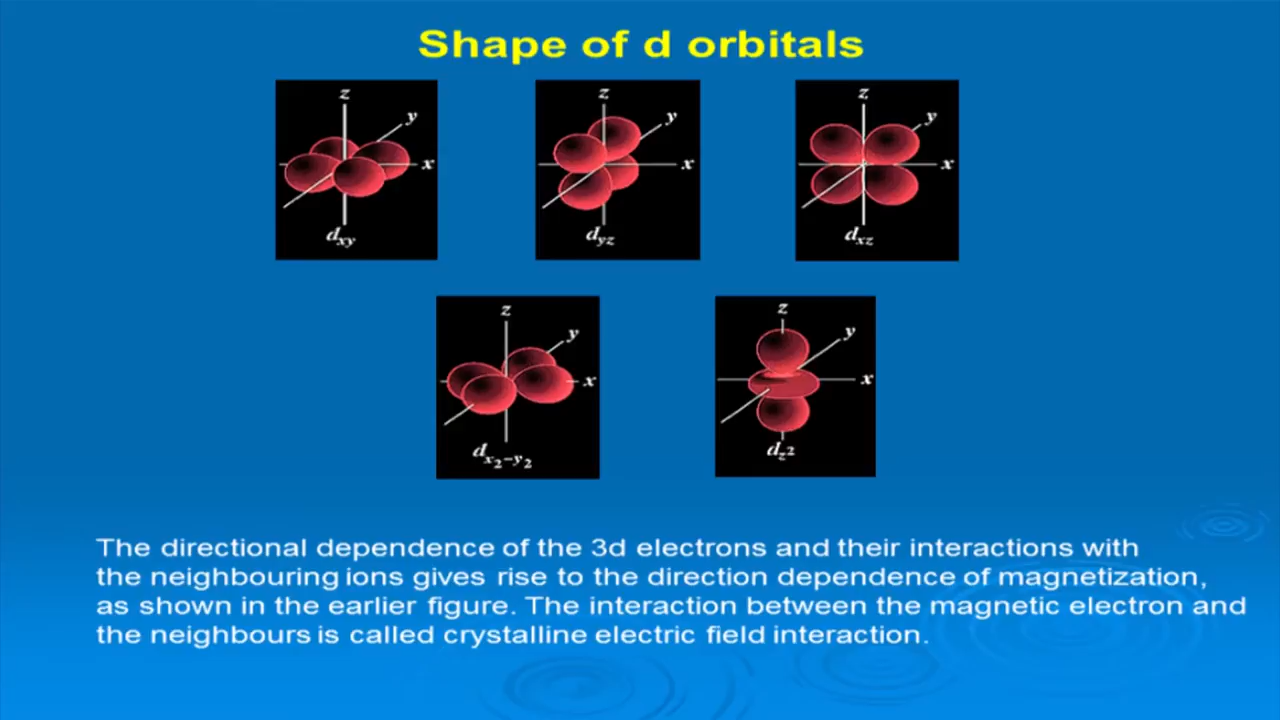 Shape of d orbitals
z
y
x
dxy
z
y
x
dyz
z
y
x
dxz
z
y
x
dx2-y2
z
y
x
dz2
The directional dependence of the 3d electrons and their interactions with
the neighbouring ions gives rise to the direction dependence of magnetization,
as shown in the earlier figure. The interaction between the magnetic electron and
the neighbours is called crystalline electric field interaction.